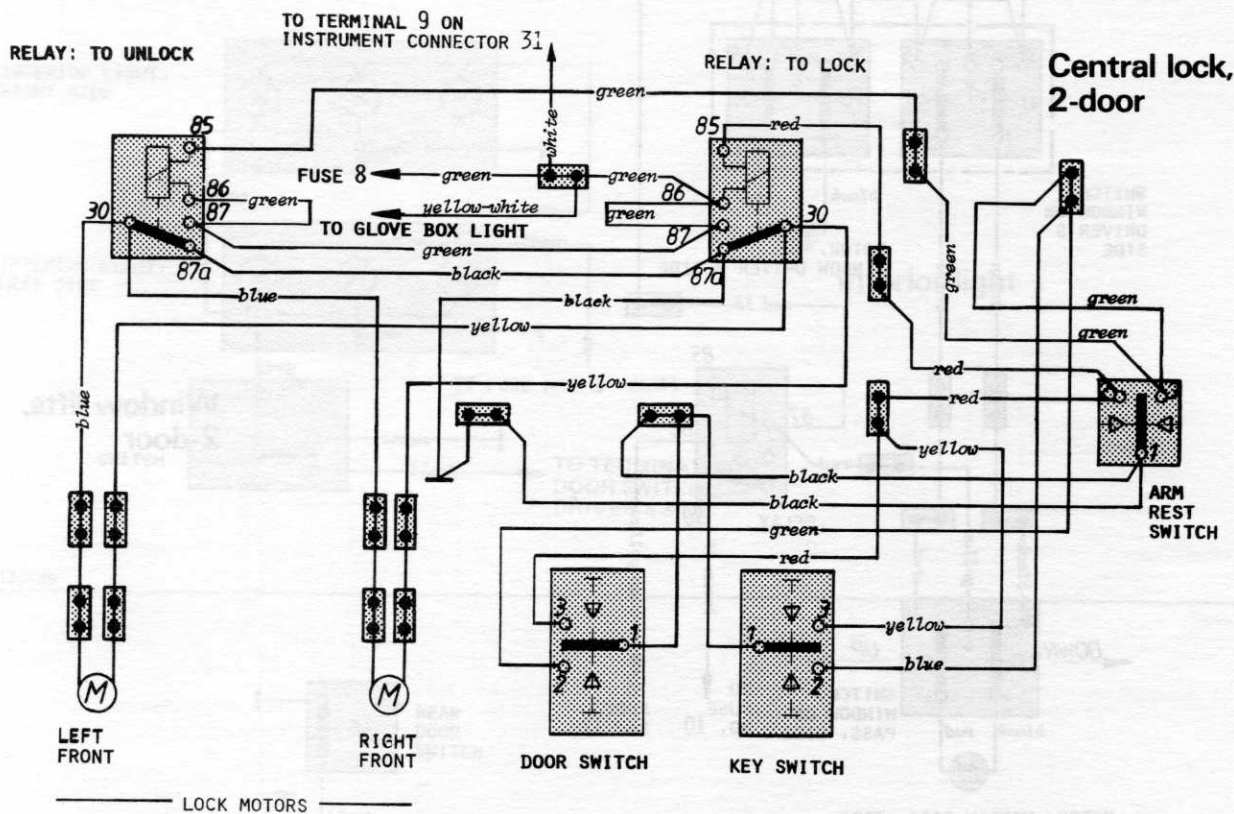 TO TERMINAL 9 ON
INSTRUMENT CONNECTOR 31
RELAY: TO UNLOCK
RELAY: TO LOCK
Central lock,
2-door
green
85
white
85
red
FUSE 8
green
green
86
green
87
30
yellow-white
TO GLOVE BOX LIGHT
86
green
87
30
green
87a
black
87a
blue
black
yellow
green
green
green
red
yellow
red
blue
yellow
3
2
1
black
black
green
red
ARM
REST
SWITCH
3
1
2
1
3
2
yellow
blue
M
M
LEFT
FRONT
RIGHT
FRONT
DOOR SWITCH
KEY SWITCH
LOCK MOTORS